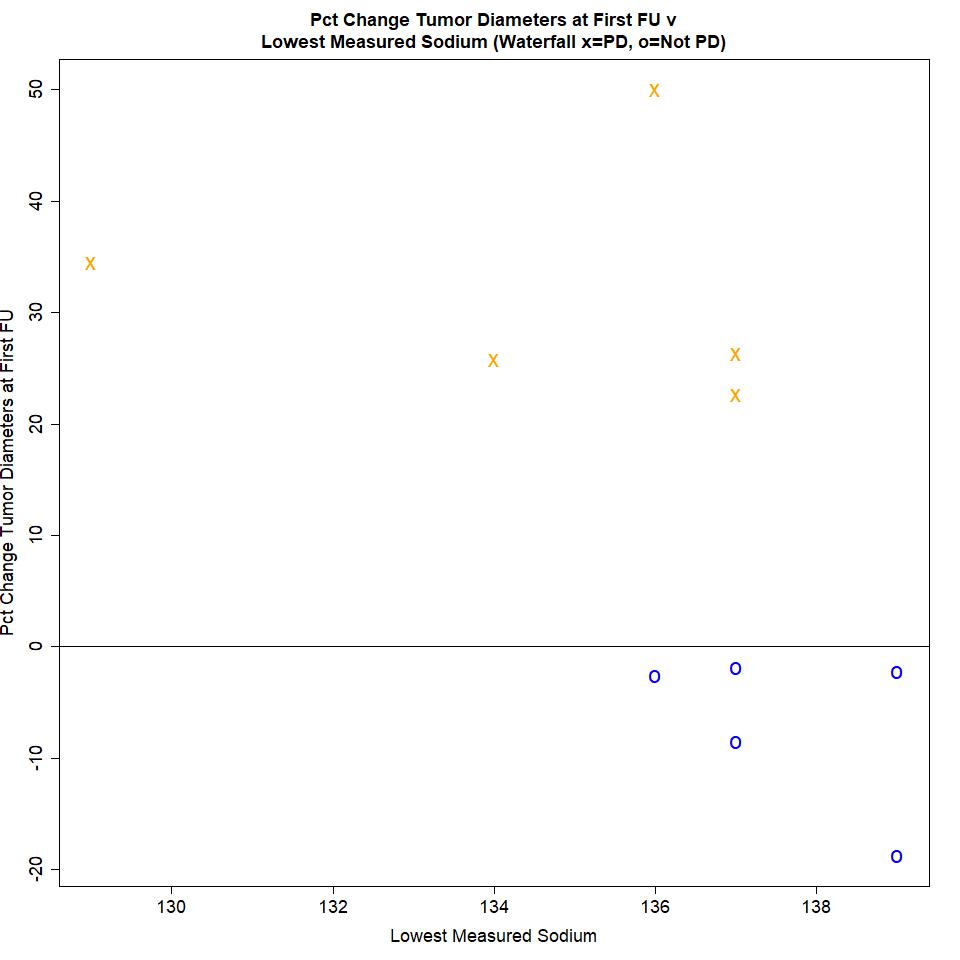 Pct Change Tumor Diameters at First FU v
Lowest Measured Sodium (Waterfall x=PD, o=Not PD)
Pct Change Tumor Diameters at First FU
50
40
30
20
10
0
-10
-20
x
x
x
x
x
o
o
o
o
o
130 132 134 136 138
Lowest Measured Sodium